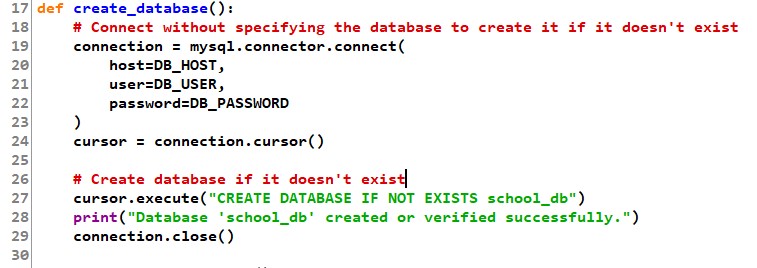 17 def create_database():
18     # Connect without specifying the database to create it if it doesn't exist
19     connection = mysql.connector.connect(
20         host=DB_HOST,
21         user=DB_USER,
22         password=DB_PASSWORD
23     )
24     cursor = connection.cursor()
25
26     # Create database if it doesn't exist
27     cursor.execute("CREATE DATABASE IF NOT EXISTS school_db")
28     print("Database 'school_db' created or verified successfully.")
29     connection.close()
30